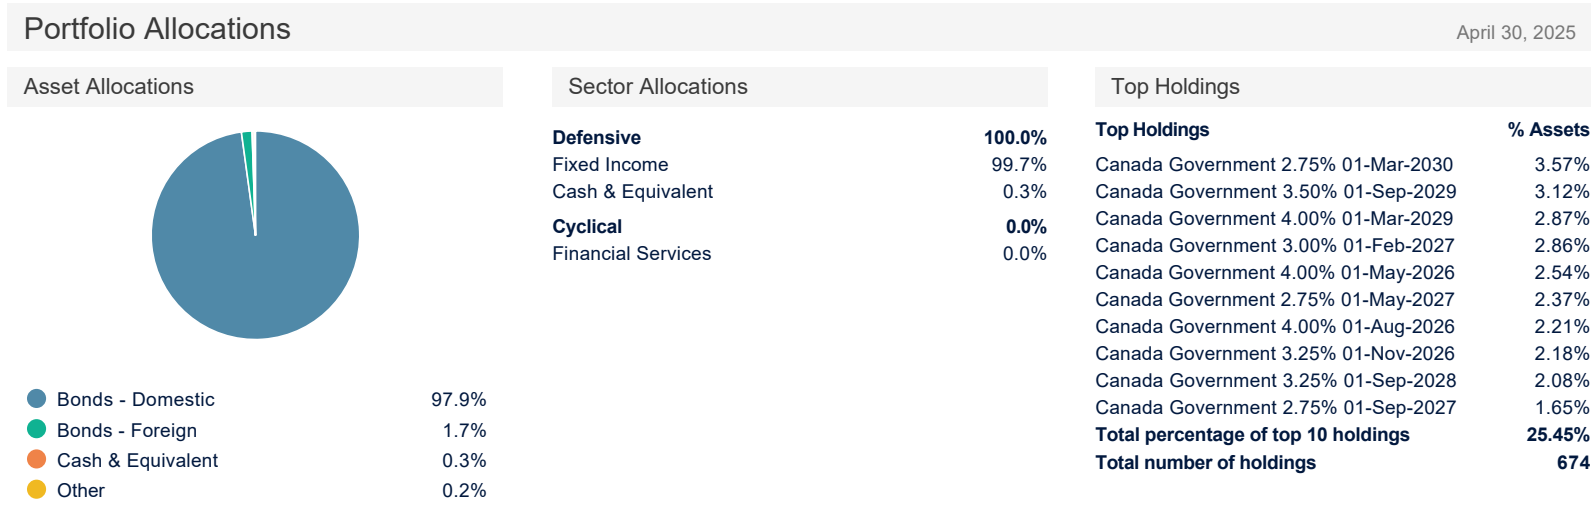 Portfolio Allocations
April 30, 2025
Asset Allocations
Bonds - Domestic 97.9%
Bonds - Foreign 1.7%
Cash & Equivalent 0.3%
Other 0.2%
Sector Allocations
Defensive 100.0%
Fixed Income 99.7%
Cash & Equivalent 0.3%
Cyclical 0.0%
Financial Services 0.0%
Top Holdings
Top Holdings % Assets
Canada Government 2.75% 01-Mar-2030 3.57%
Canada Government 3.50% 01-Sep-2029 3.12%
Canada Government 4.00% 01-Mar-2029 2.87%
Canada Government 3.00% 01-Feb-2027 2.86%
Canada Government 4.00% 01-May-2026 2.54%
Canada Government 2.75% 01-May-2027 2.37%
Canada Government 4.00% 01-Aug-2026 2.21%
Canada Government 3.25% 01-Nov-2026 2.18%
Canada Government 3.25% 01-Sep-2028 2.08%
Canada Government 2.75% 01-Sep-2027 1.65%
Total percentage of top 10 holdings 25.45%
Total number of holdings 674